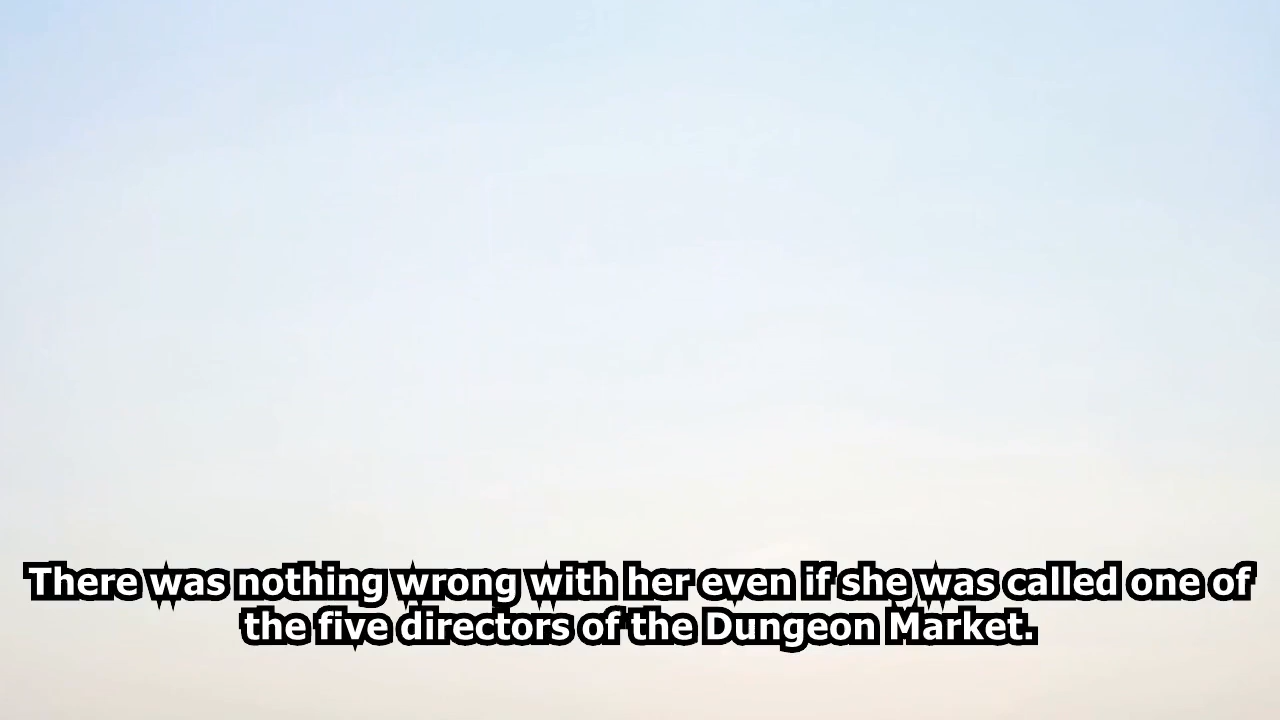 There was nothing wrong with her even if she was called one of
the five directors of the Dungeon Market.